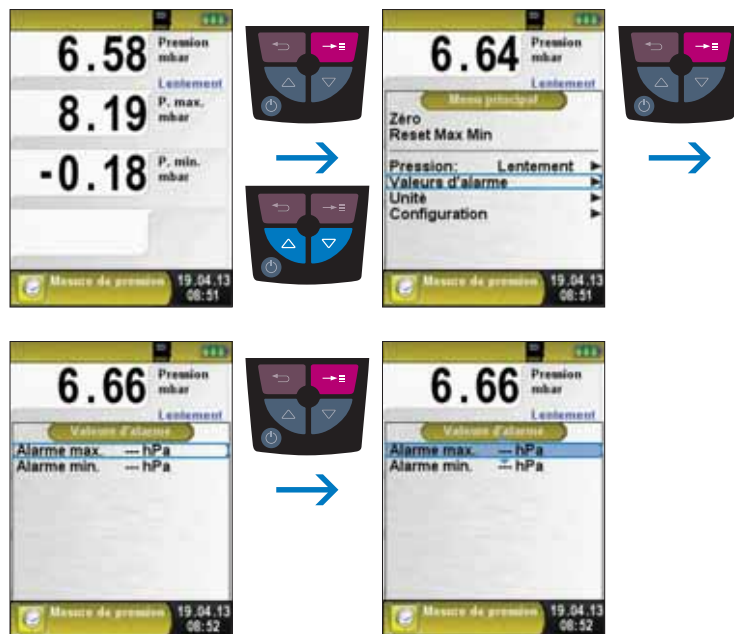 6.58 Pression mbar
Lentement
8.19 P. max. mbar
-0.18 P. min. mbar
Mesure de pression 19.04.13 08:51
6.64 Pression mbar
Lentement
Menu principal
Zéro
Reset Max Min
Pression: Lentement
Valeurs d'alarme
Unité
Configuration
19.04.13
08:51
6.66 Pression mbar
Lentement
Valeurs d'alarme
Alarme max. --- hPa
Alarme min. --- hPa
Mesure de pression 19.04.13 08:52
6.66 Pression mbar
Lentement
Valeurs d'alarme
Alarme max. --- hPa
Alarme min. --- hPa
Mesure de pression 19.04.13 08:52